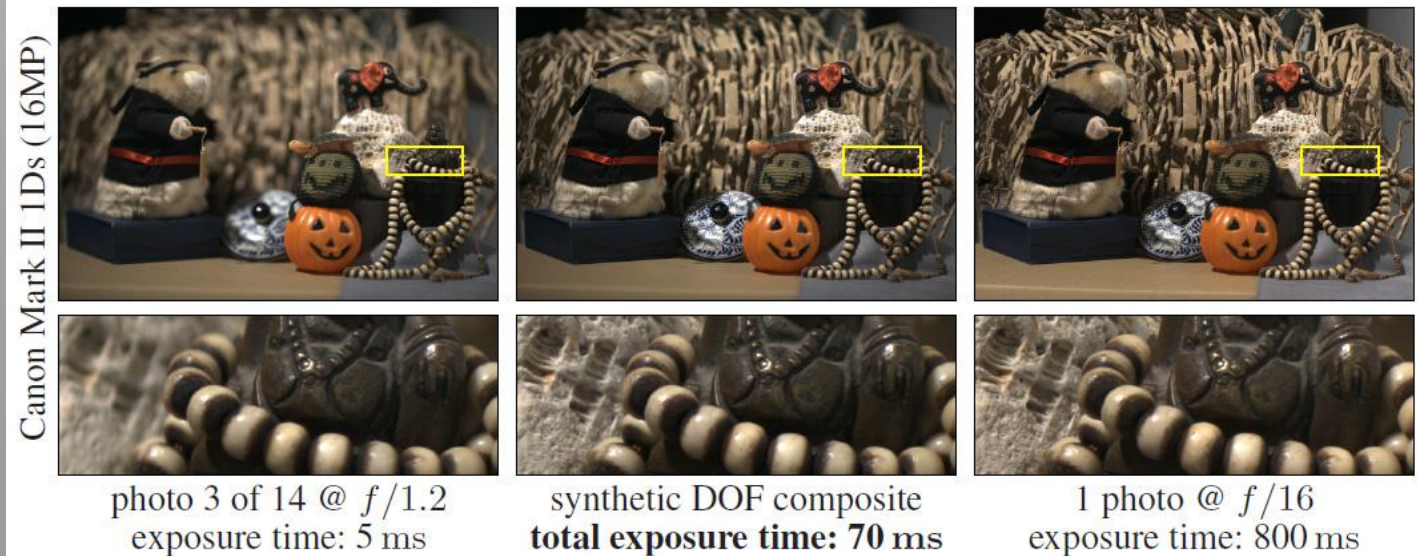 Canon Mark II 1Ds (16MP)
photo 3 of 14 @ f/1.2
exposure time: 5 ms
synthetic DOF composite
total exposure time: 70 ms
1 photo @ f/16
exposure time: 800 ms